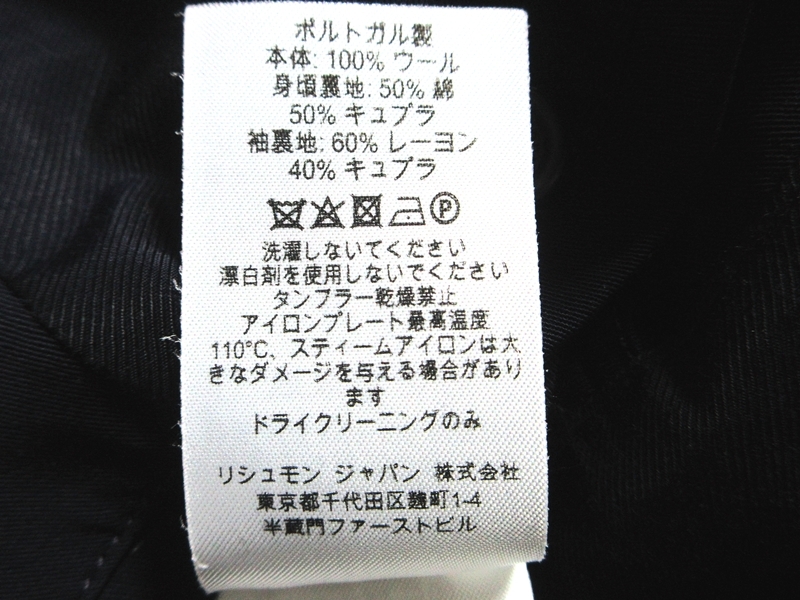 ポルトガル製
本体: 100% ウール
身頃裏地: 50% 綿
50% キュプラ
袖裏地: 60% レーヨン
40% キュプラ
P
洗濯しないてください
漂白剤を使用しないでください
タンブラー乾燥禁止
アイロンプレート最高温度
110°C、スティームアイロンは大
きなダメージを与える場合があり
ます
ドライクリーニングのみ
リシュモン ジャパン 株式会社
東京都千代田区麹町1-4
半蔵門ファーストビル